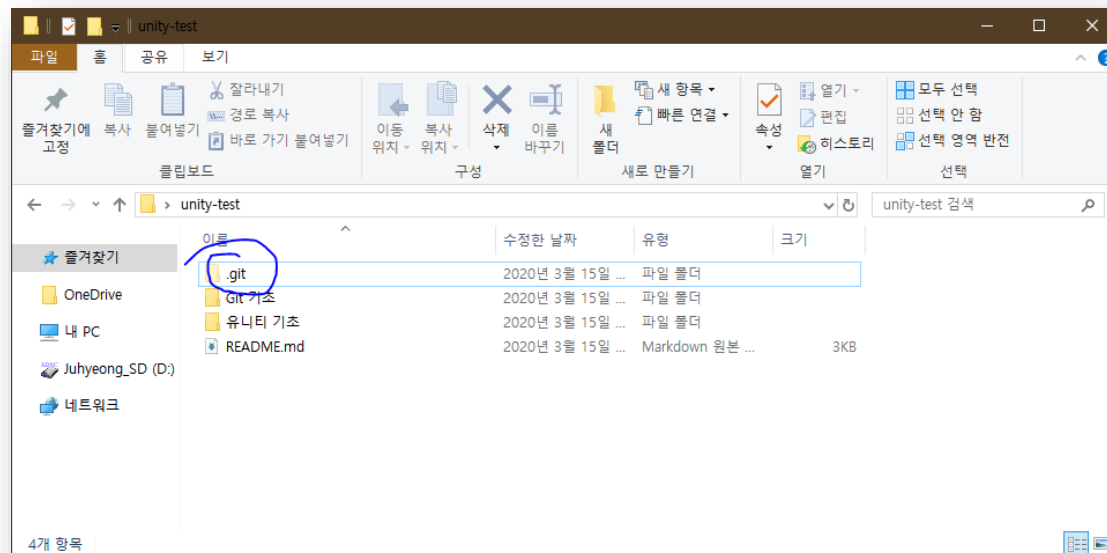 unity-test
파일 홈 공유 보기
즐겨찾기에 고정
복사
붙여넣기
잘라내기
경로 복사
바로 가기 붙여넣기
클립보드
이동 위치
복사 위치
삭제
이름 바꾸기
구성
새 폴더
새 항목
빠른 연결
새로 만들기
속성
열기
편집
히스토리
열기
모두 선택
선택 안 함
선택 영역 반전
선택
unity-test
unity-test 검색
즐겨찾기
OneDrive
내 PC
Juhyeong_SD (D:)
네트워크
이름 수정한 날짜 유형 크기
.git 2020년 3월 15일 ... 파일 폴더
Git 기초 2020년 3월 15일 ... 파일 폴더
유니티 기초 2020년 3월 15일 ... 파일 폴더
README.md 2020년 3월 15일 ... Markdown 원본 ... 3KB
4개 항목